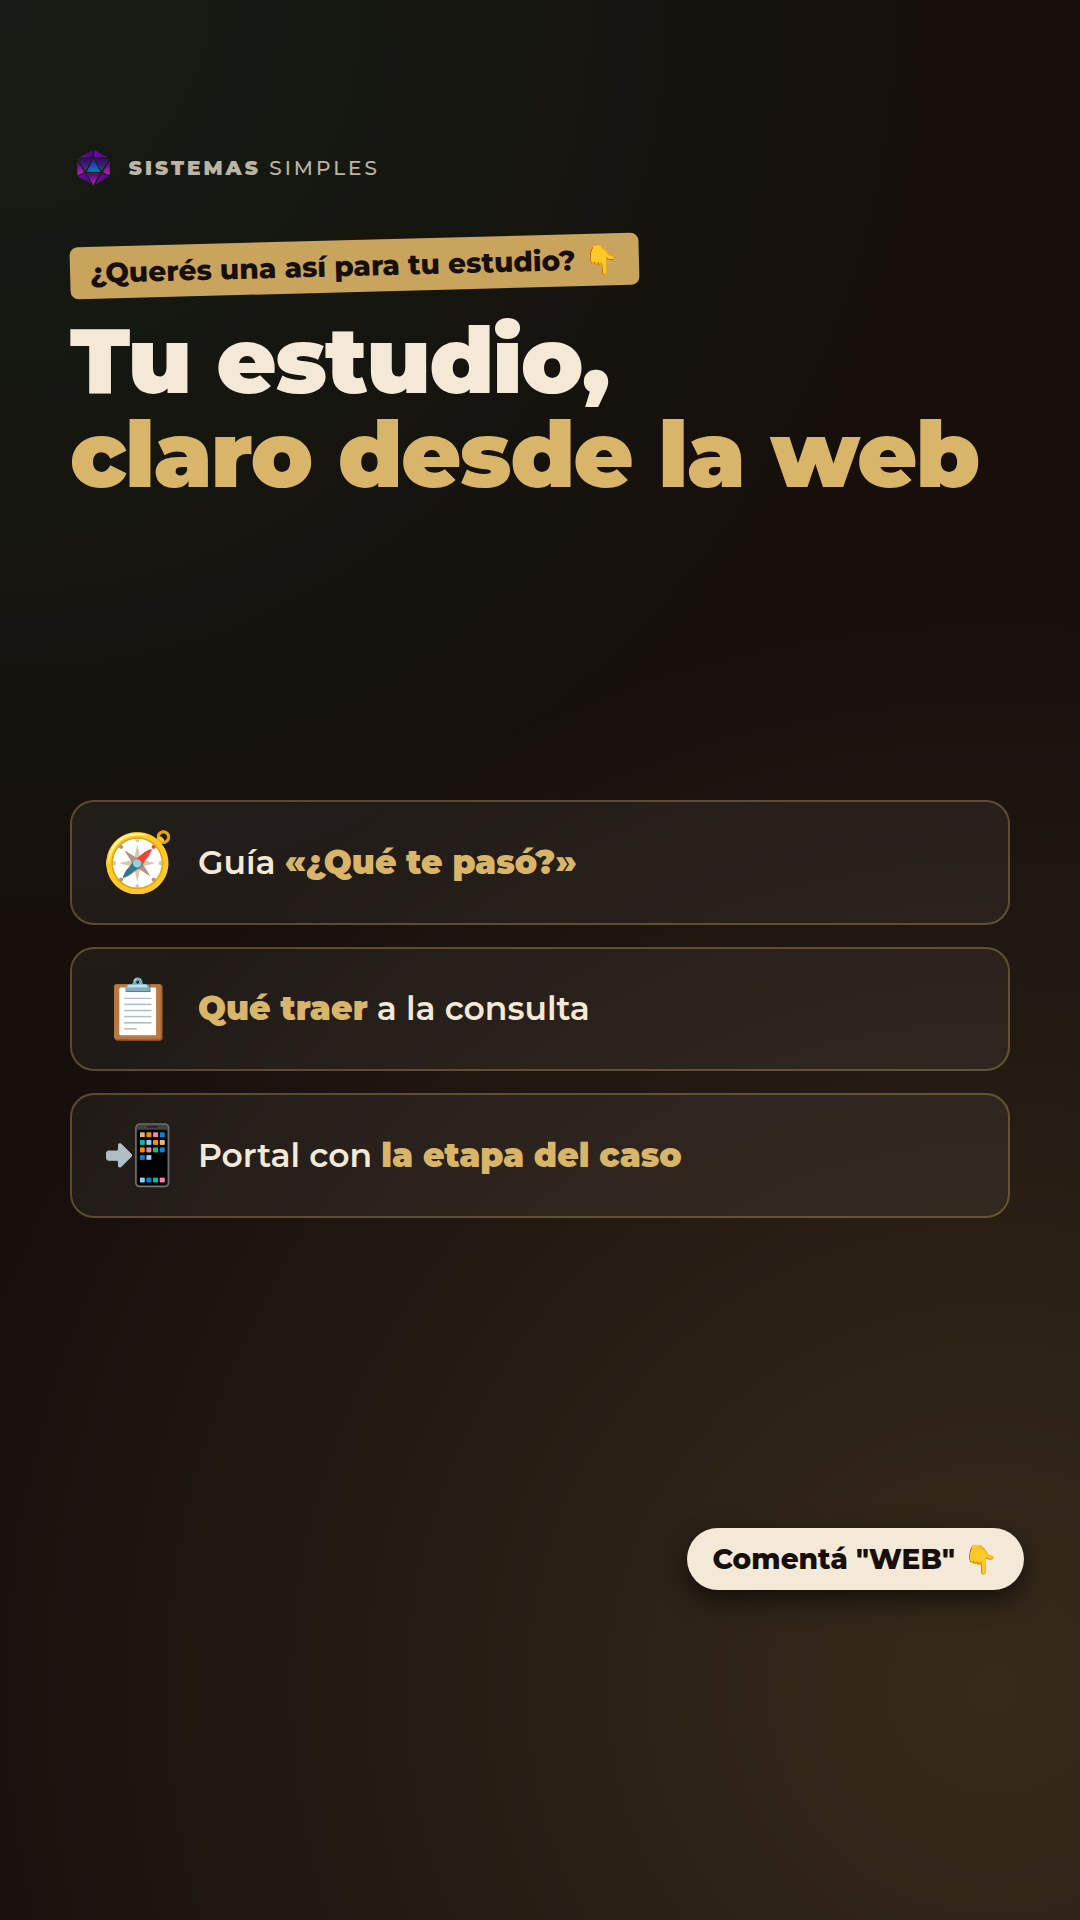 SISTEMAS SIMPLES
¿Querés una así para tu estudio? 👇
Tu estudio,
claro desde la web
Guía «¿Qué te pasó?»
Qué traer a la consulta
Portal con la etapa del caso
Comentá "WEB" 👇